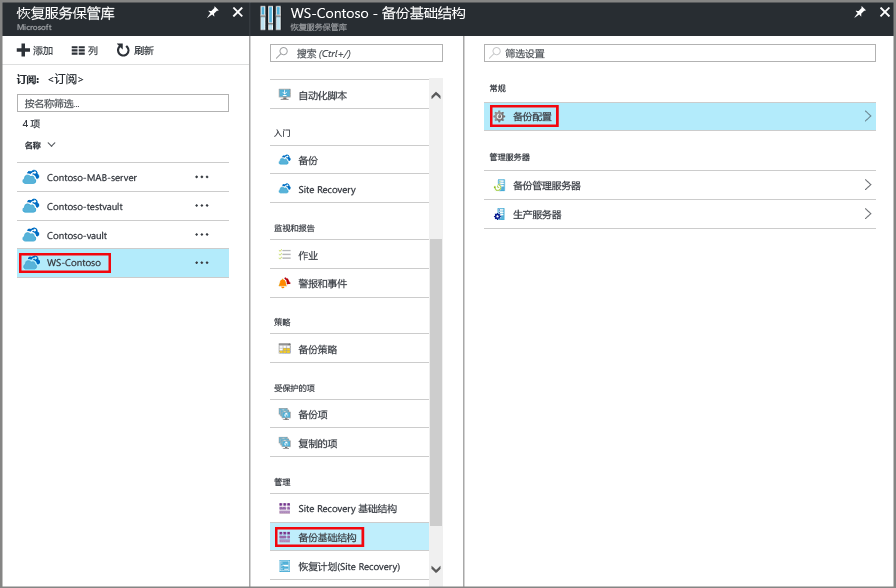 恢复服务保管库
Microsoft
添加
列
刷新
订阅: <订阅>
按名称筛选...
4 项
名称
Contoso-MAB-server
Contoso-testvault
Contoso-vault
WS-Contoso
WS-Contoso - 备份基础结构
恢复服务保管库
搜索 (Ctrl+/)
自动化脚本
入门
备份
Site Recovery
监视和报告
作业
警报和事件
策略
备份策略
受保护的项
备份项
复制的项
管理
Site Recovery 基础结构
备份基础结构
恢复计划(Site Recovery)
筛选设置
常规
备份配置
管理服务器
备份管理服务器
生产服务器